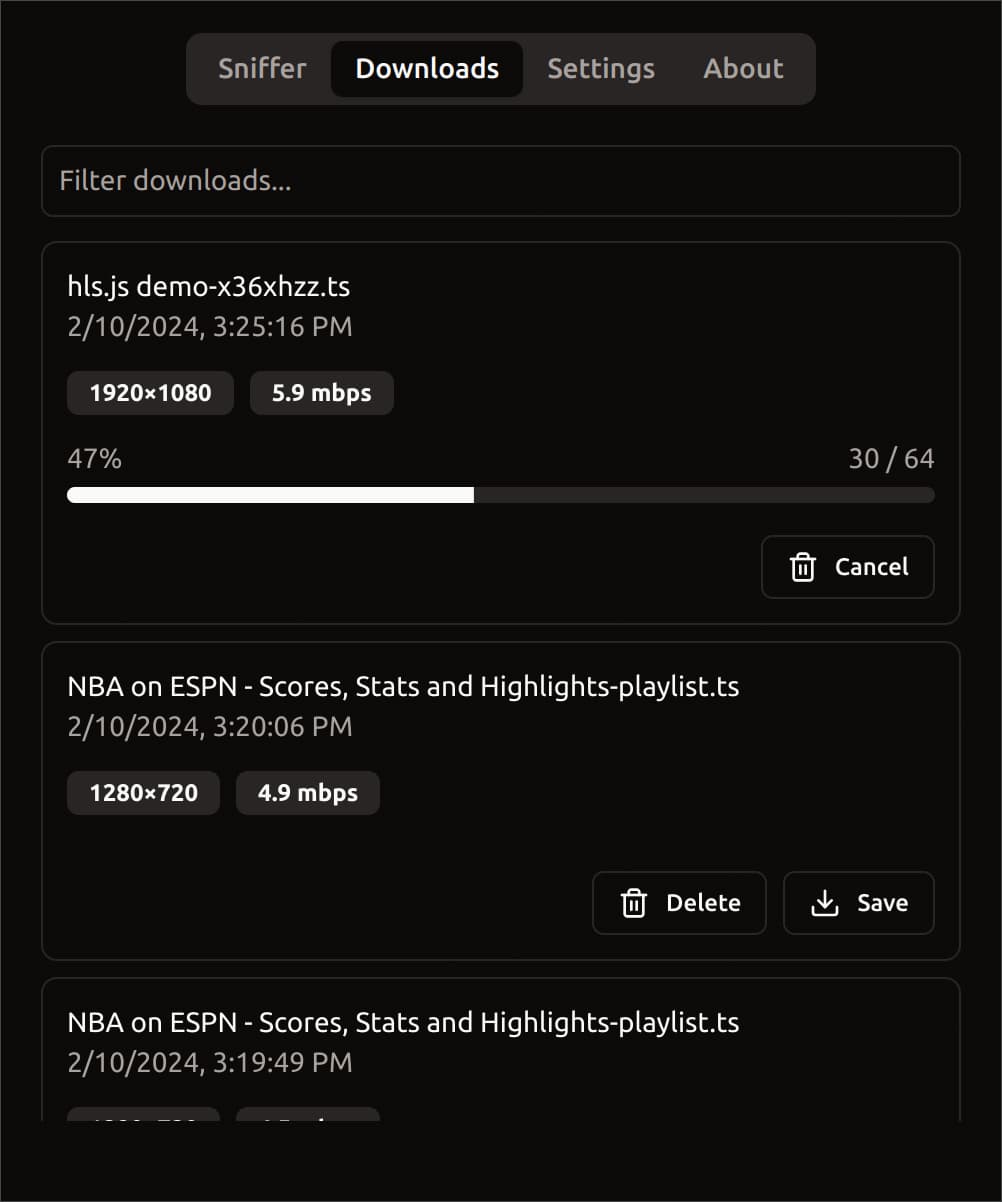 Sniffer Downloads Settings About
Filter downloads...
hls.js demo-x36xhzz.ts
2/10/2024, 3:25:16 PM
1920×1080 5.9 mbps
47% 30 / 64
Cancel
NBA on ESPN - Scores, Stats and Highlights-playlist.ts
2/10/2024, 3:20:06 PM
1280×720 4.9 mbps
Delete Save
NBA on ESPN - Scores, Stats and Highlights-playlist.ts
2/10/2024, 3:19:49 PM